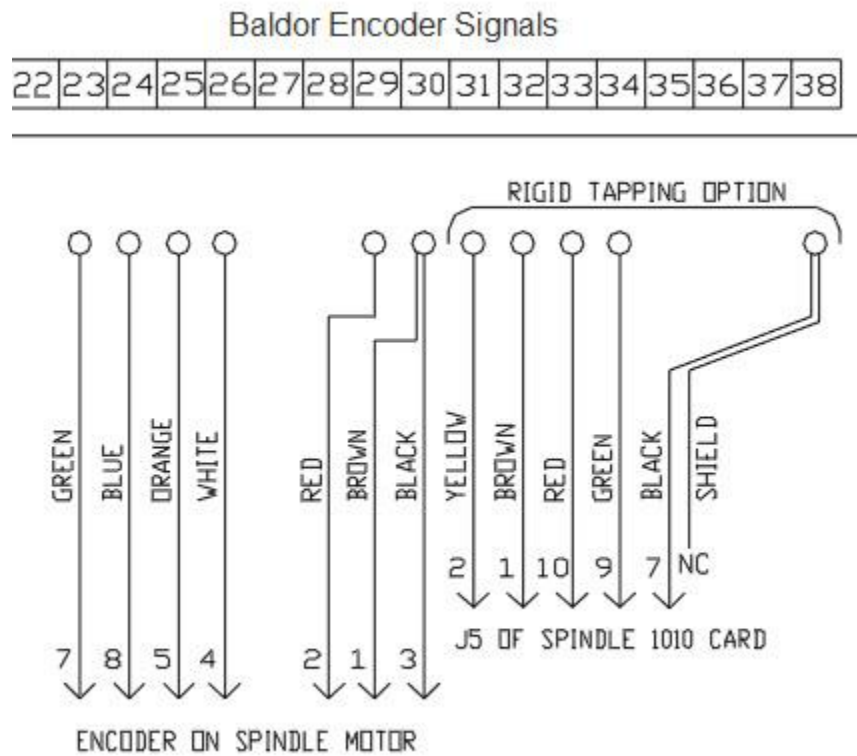 Baldor Encoder Signals
22 23 24 25 26 27 28 29 30 31 32 33 34 35 36 37 38
RIGID TAPPING OPTION
GREEN
BLUE
ORANGE
WHITE
RED
BROWN
BLACK
YELLOW
BROWN
RED
GREEN
BLACK
SHIELD
2 1 10 9 7 NC
J5 OF SPINDLE 1010 CARD
7 8 5 4 2 1 3
ENCODER ON SPINDLE MOTOR